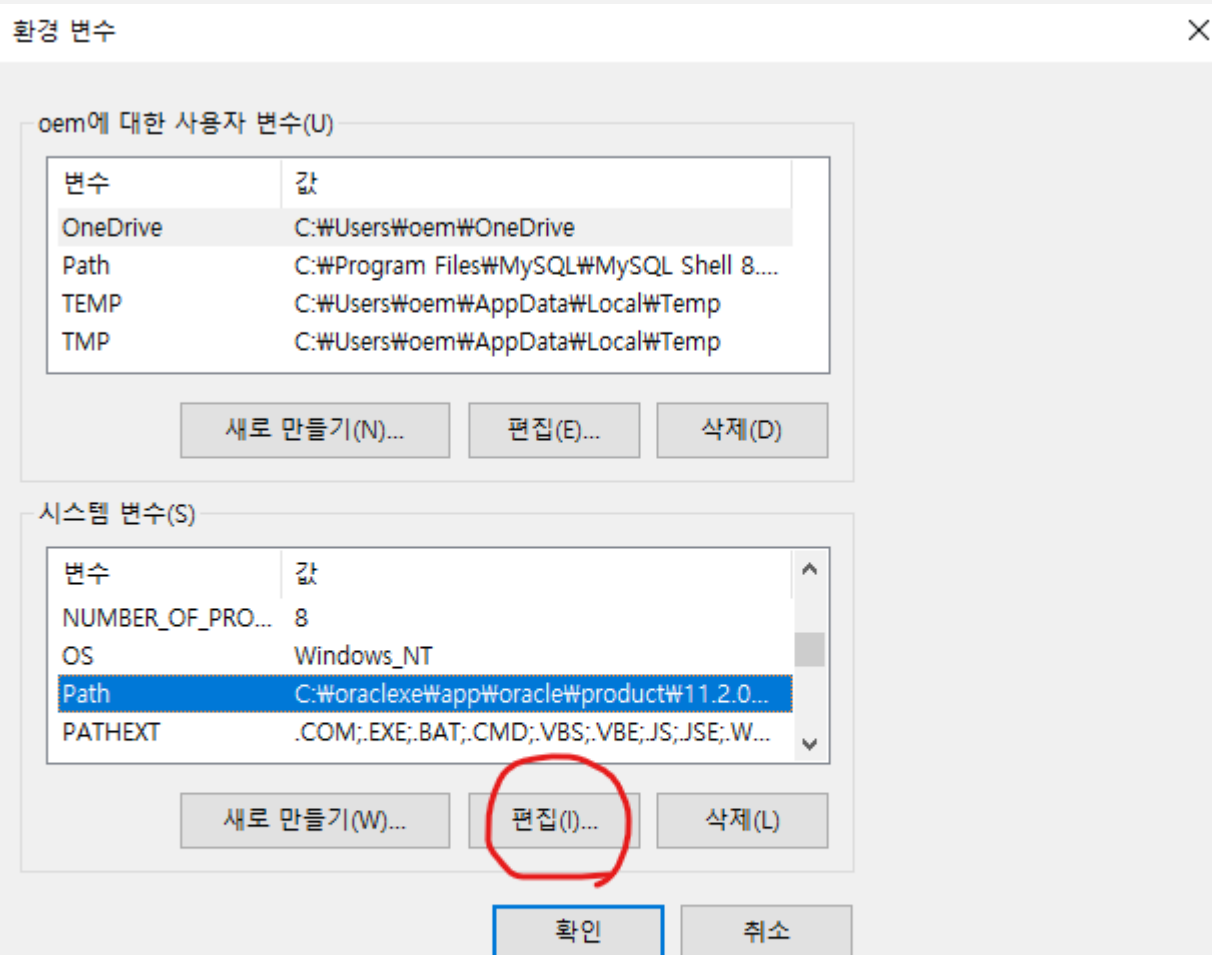 환경 변수
oem에 대한 사용자 변수(U)
변수 값
OneDrive C:₩Users₩oem₩OneDrive
Path C:₩Program Files₩MySQL₩MySQL Shell 8....
TEMP C:₩Users₩oem₩AppData₩Local₩Temp
TMP C:₩Users₩oem₩AppData₩Local₩Temp
새로 만들기(N)... 편집(E)... 삭제(D)
시스템 변수(S)
변수 값
NUMBER_OF_PRO... 8
OS Windows_NT
Path C:₩oraclexe₩app₩oracle₩product₩11.2.0...
PATHEXT .COM;.EXE;.BAT;.CMD;.VBS;.VBE;.JS;.JSE;.W...
새로 만들기(W)... 편집(I)... 삭제(L)
확인 취소